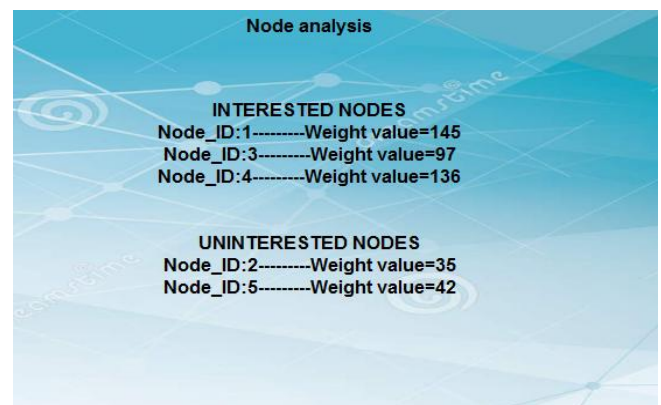 Node analysis
INTERESTED NODES
Node_ID:1---------Weight value=145
Node_ID:3---------Weight value=97
Node_ID:4---------Weight value=136
UNINTERESTED NODES
Node_ID:2---------Weight value=35
Node_ID:5---------Weight value=42
dreamstime